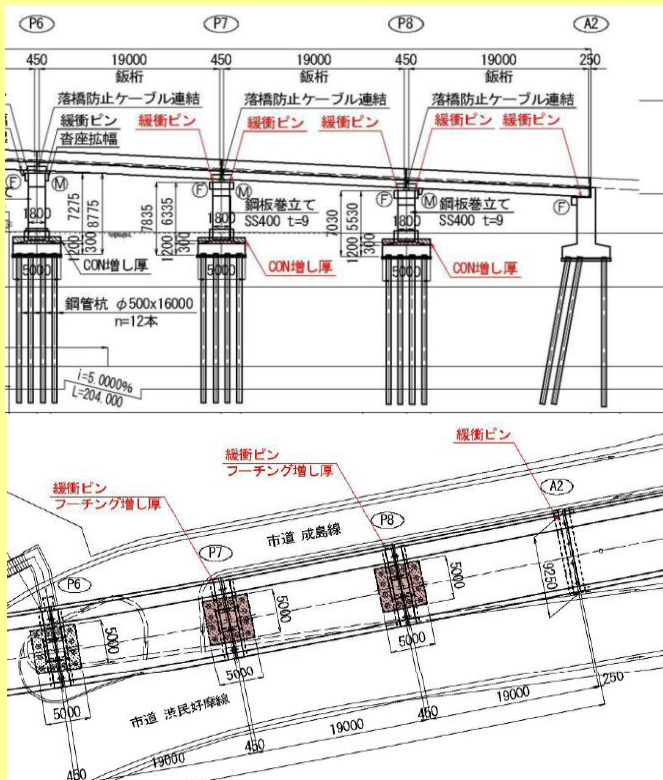 P6 P7 P8 A2
450 19000 450 19000 450 19000 250
鈑桁 鈑桁 鈑桁
落橋防止ケーブル連結 落橋防止ケーブル連結 落橋防止ケーブル連結
緩衝ピン 緩衝ピン 緩衝ピン 緩衝ピン 緩衝ピン 緩衝ピン
沓座拡幅
F M F M F M F
鋼板巻立て 鋼板巻立て
SS400 t=9 SS400 t=9
1800 1800 1800
7275 8775 7835 6335 7030 5530
1200 300 1200 300 1200 300
5000 5000 5000
CON増し厚 CON増し厚 CON増し厚
鋼管杭 φ500x16000
n=12本
i=5.0000%
L=204.000
緩衝ピン
緩衝ピン
フーチング増し厚
緩衝ピン
フーチング増し厚
A2
市道 成島線
P8
P7
P6
5000
5000
5000
9250
5000
5000
5000
市道 渋民好摩線
250
19000
450
19000
450
19000
450